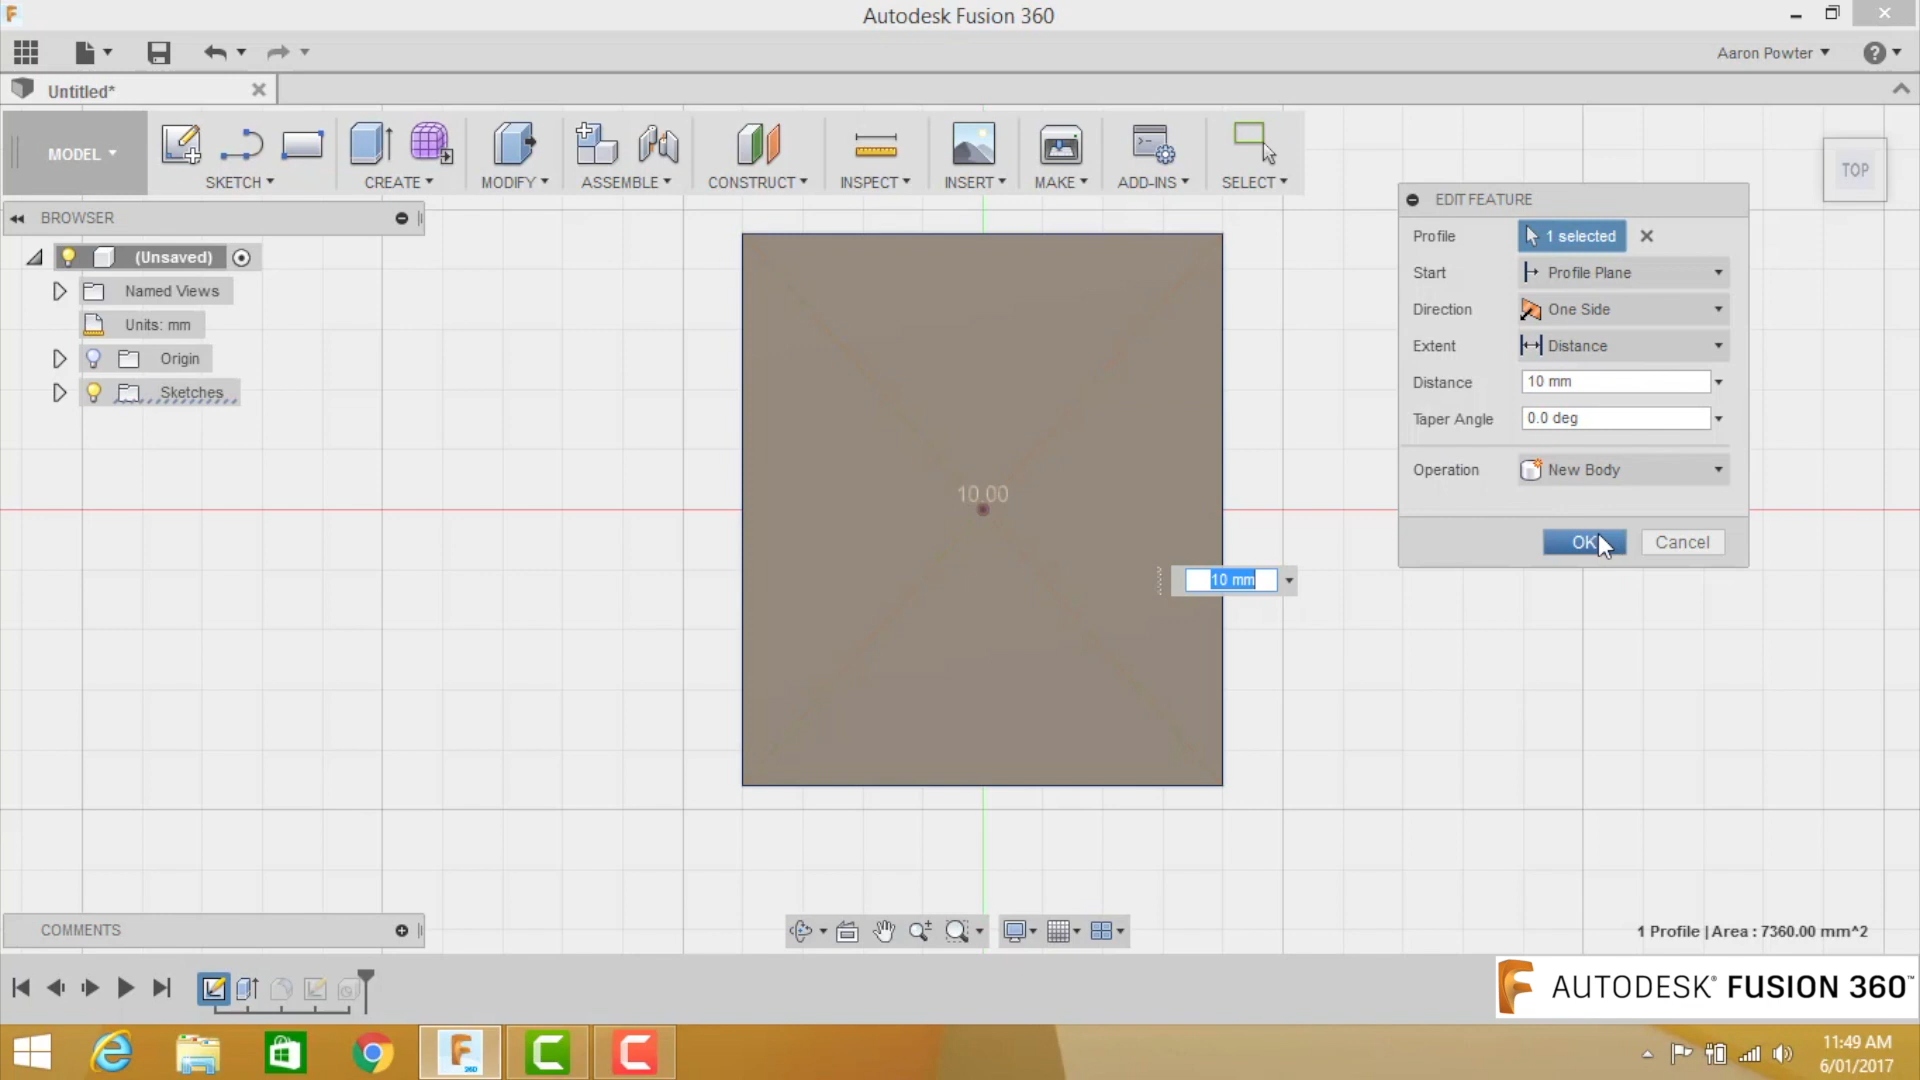 Autodesk Fusion 360
Aaron Powter
Untitled*
MODEL
SKETCH
CREATE
MODIFY
ASSEMBLE
CONSTRUCT
INSPECT
INSERT
MAKE
ADD-INS
SELECT
TOP
BROWSER
(Unsaved)
Named Views
Units: mm
Origin
Sketches
EDIT FEATURE
Profile 1 selected
Start Profile Plane
Direction One Side
Extent Distance
Distance 10 mm
Taper Angle 0.0 deg
Operation New Body
OK Cancel
10.00
10 mm
COMMENTS
1 Profile | Area : 7360.00 mm^2
AUTODESK® FUSION 360™
11:49 AM
6/01/2017